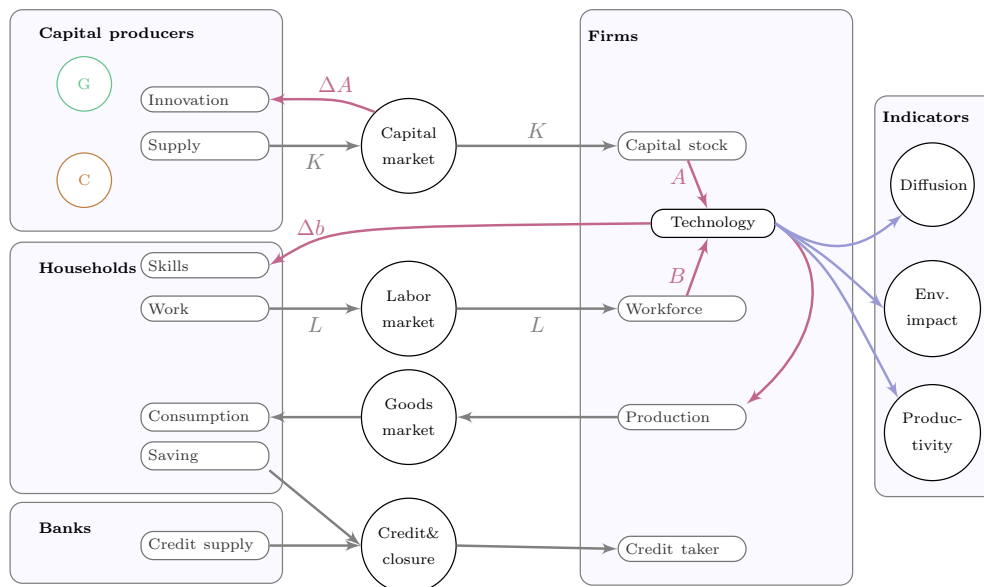 Capital producers
G
C
Innovation
Supply
ΔA
K
Capital
market
K
Firms
Capital stock
A
Technology
B
Workforce
Production
Credit taker
Households
Skills
Δb
Work
L
Labor
market
L
Consumption
Goods
market
Saving
Banks
Credit supply
Credit&
closure
Indicators
Diffusion
Env.
impact
Produc-
tivity